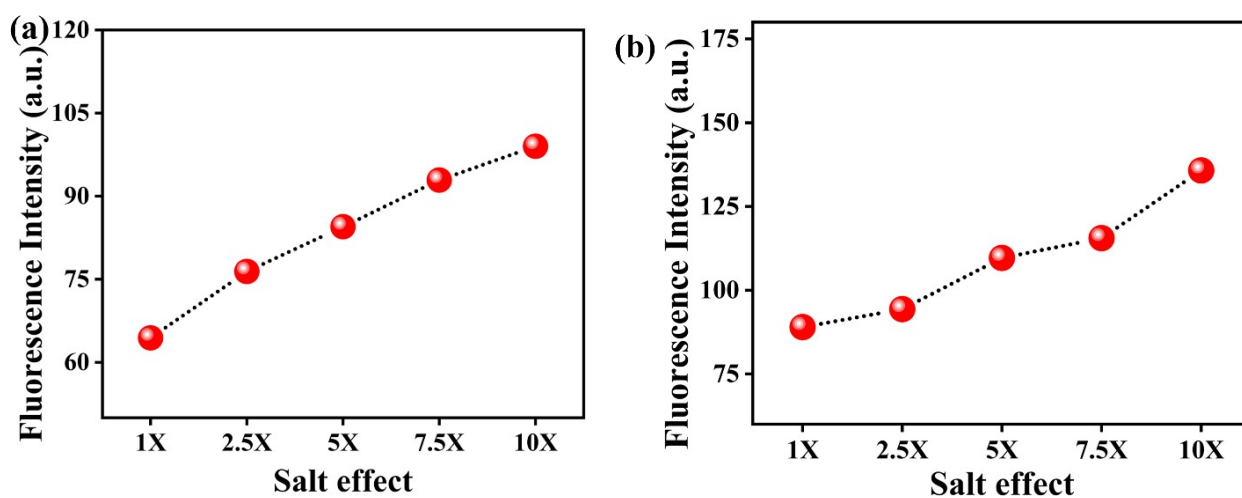 (a)
Fluorescence Intensity (a.u.)
120
105
90
75
60
1X 2.5X 5X 7.5X 10X
Salt effect
(b)
Fluorescence Intensity (a.u.)
175
150
125
100
75
1X 2.5X 5X 7.5X 10X
Salt effect